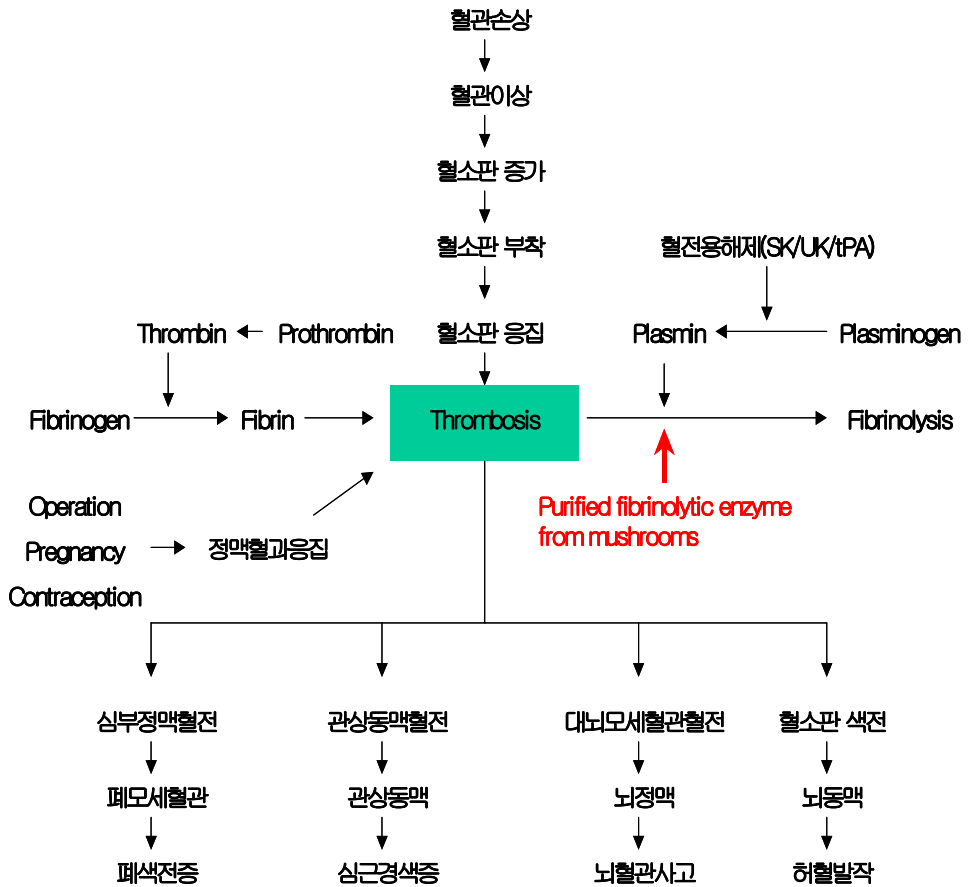 혈관손상
혈관이상
혈소판 증가
혈소판 부착
혈전용해제(SK/UK/tPA)
Thrombin
Prothrombin
혈소판 응집
Plasmin
Plasminogen
Fibrinogen
Fibrin
Thrombosis
Fibrinolysis
Operation
Purified fibrinolytic enzyme
from mushrooms
Pregnancy
정맥혈과응집
Contraception
심부정맥혈전
관상동맥혈전
대뇌모세혈관혈전
혈소판 색전
폐모세혈관
관상동맥
뇌정맥
뇌동맥
폐색전증
심근경색증
뇌혈관사고
허혈발작